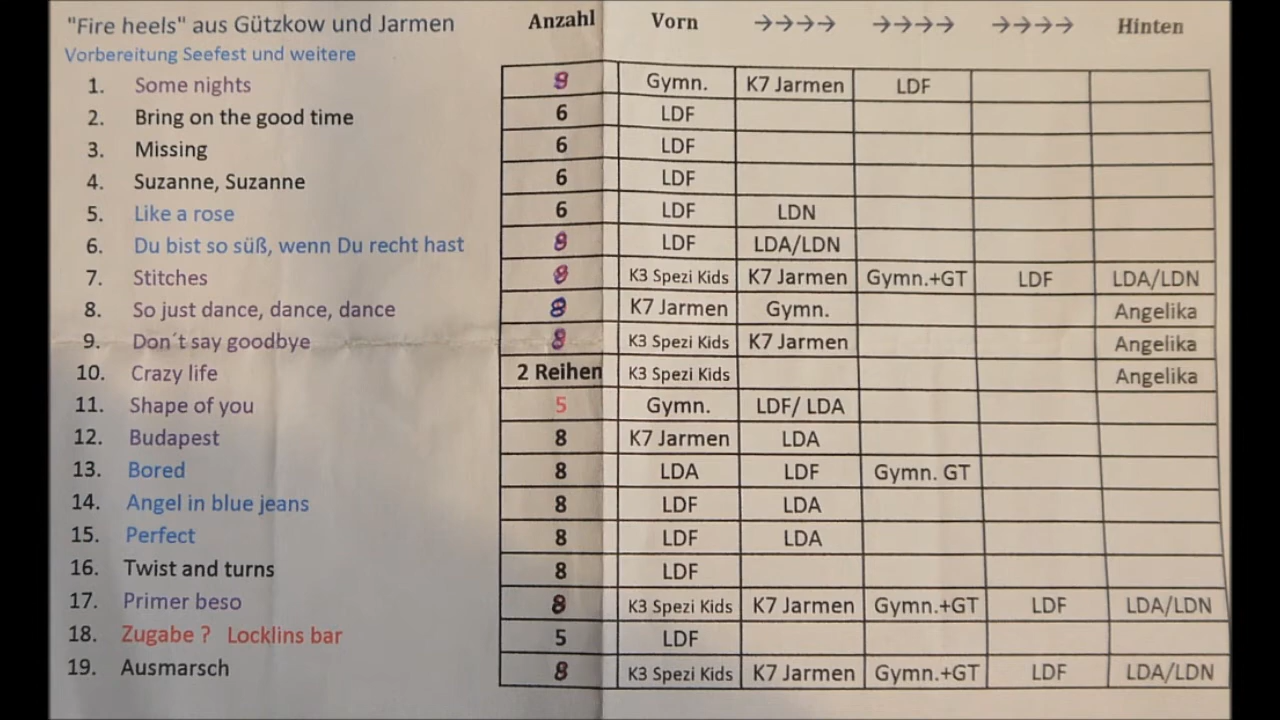 "Fire heels" aus Gützkow und Jarmen Anzahl Vorn →→→→ →→→→ →→→→ Hinten
Vorbereitung Seefest und weitere
1. Some nights 8 Gymn. K7 Jarmen LDF
2. Bring on the good time 6 LDF
3. Missing 6 LDF
4. Suzanne, Suzanne 6 LDF
5. Like a rose 6 LDF LDN
6. Du bist so süß, wenn Du recht hast 8 LDF LDA/LDN
7. Stitches 8 K3 Spezi Kids K7 Jarmen Gymn.+GT LDF LDA/LDN
8. So just dance, dance, dance 8 K7 Jarmen Gymn. Angelika
9. Don´t say goodbye 8 K3 Spezi Kids K7 Jarmen Angelika
10. Crazy life 2 Reihen K3 Spezi Kids Angelika
11. Shape of you 5 Gymn. LDF/ LDA
12. Budapest 8 K7 Jarmen LDA
13. Bored 8 LDA LDF Gymn. GT
14. Angel in blue jeans 8 LDF LDA
15. Perfect 8 LDF LDA
16. Twist and turns 8 LDF
17. Primer beso 8 K3 Spezi Kids K7 Jarmen Gymn.+GT LDF LDA/LDN
18. Zugabe ? Locklins bar 5 LDF
19. Ausmarsch 8 K3 Spezi Kids K7 Jarmen Gymn.+GT LDF LDA/LDN